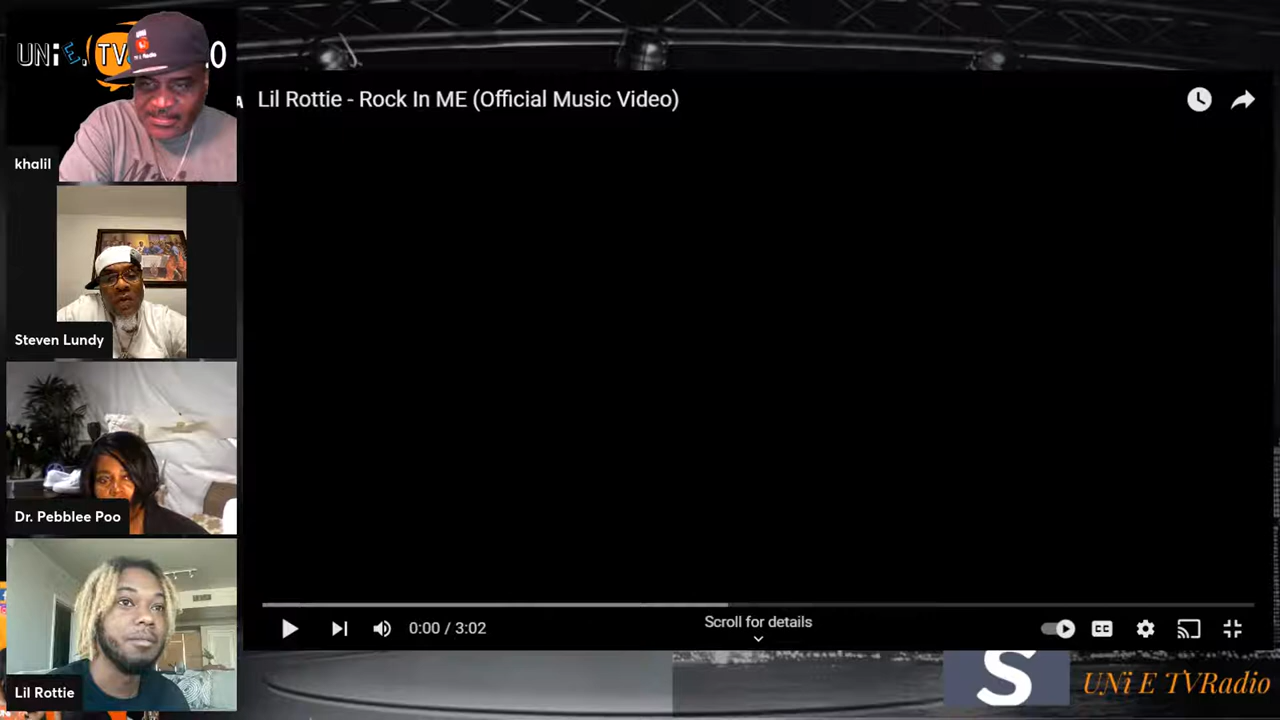 UNi E. TV
O
khalil
A
Lil Rottie - Rock In ME (Official Music Video)
Steven Lundy
Dr. Pebblee Poo
Lil Rottie
0:00 / 3:02
Scroll for details
CC
S
UNi E TVRadio